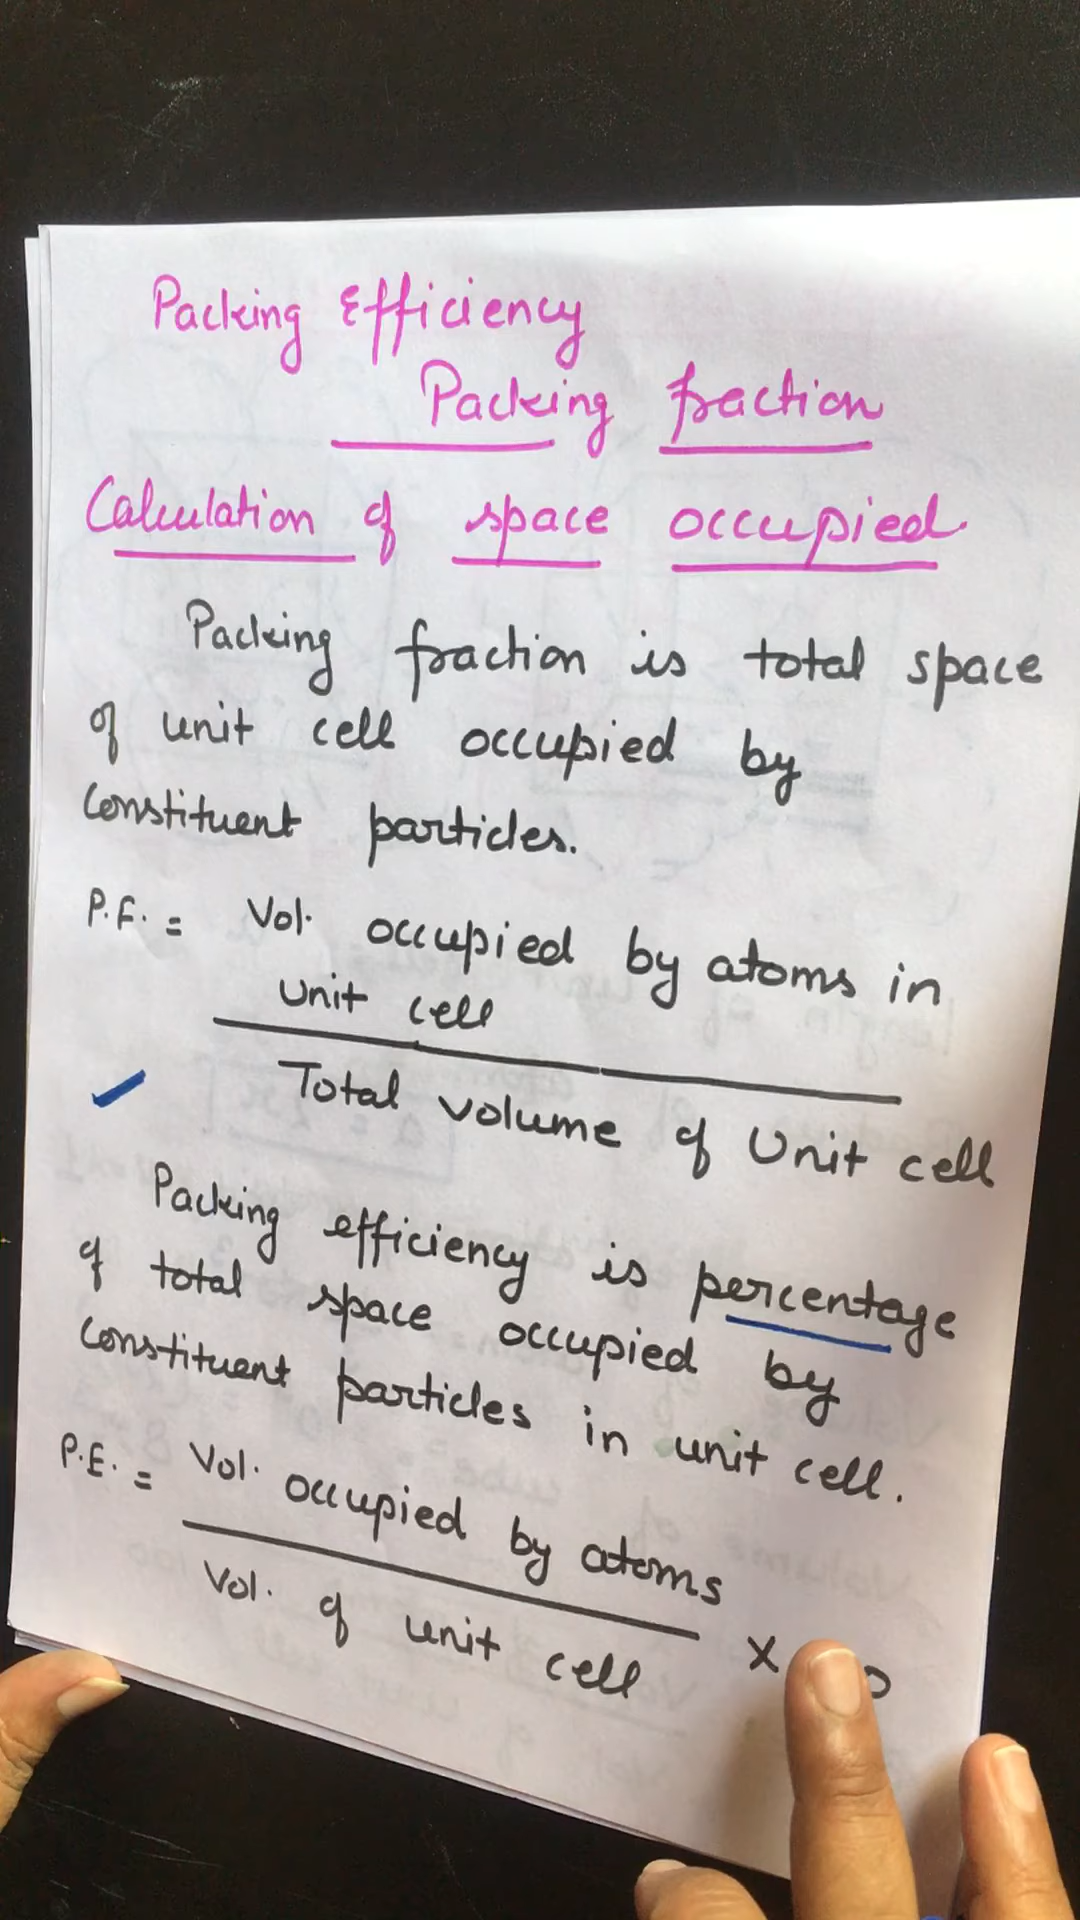 Packing Efficiency
Packing fraction
Calculation of space occupied
Packing fraction is total space
of unit cell occupied by
Constituent particles.
P.F. = Vol. occupied by atoms in
Unit cell
Total volume of Unit cell
Packing efficiency is percentage
of total space occupied by
Constituent particles in unit cell.
P.E. = Vol. occupied by atoms
Vol. of unit cell ×